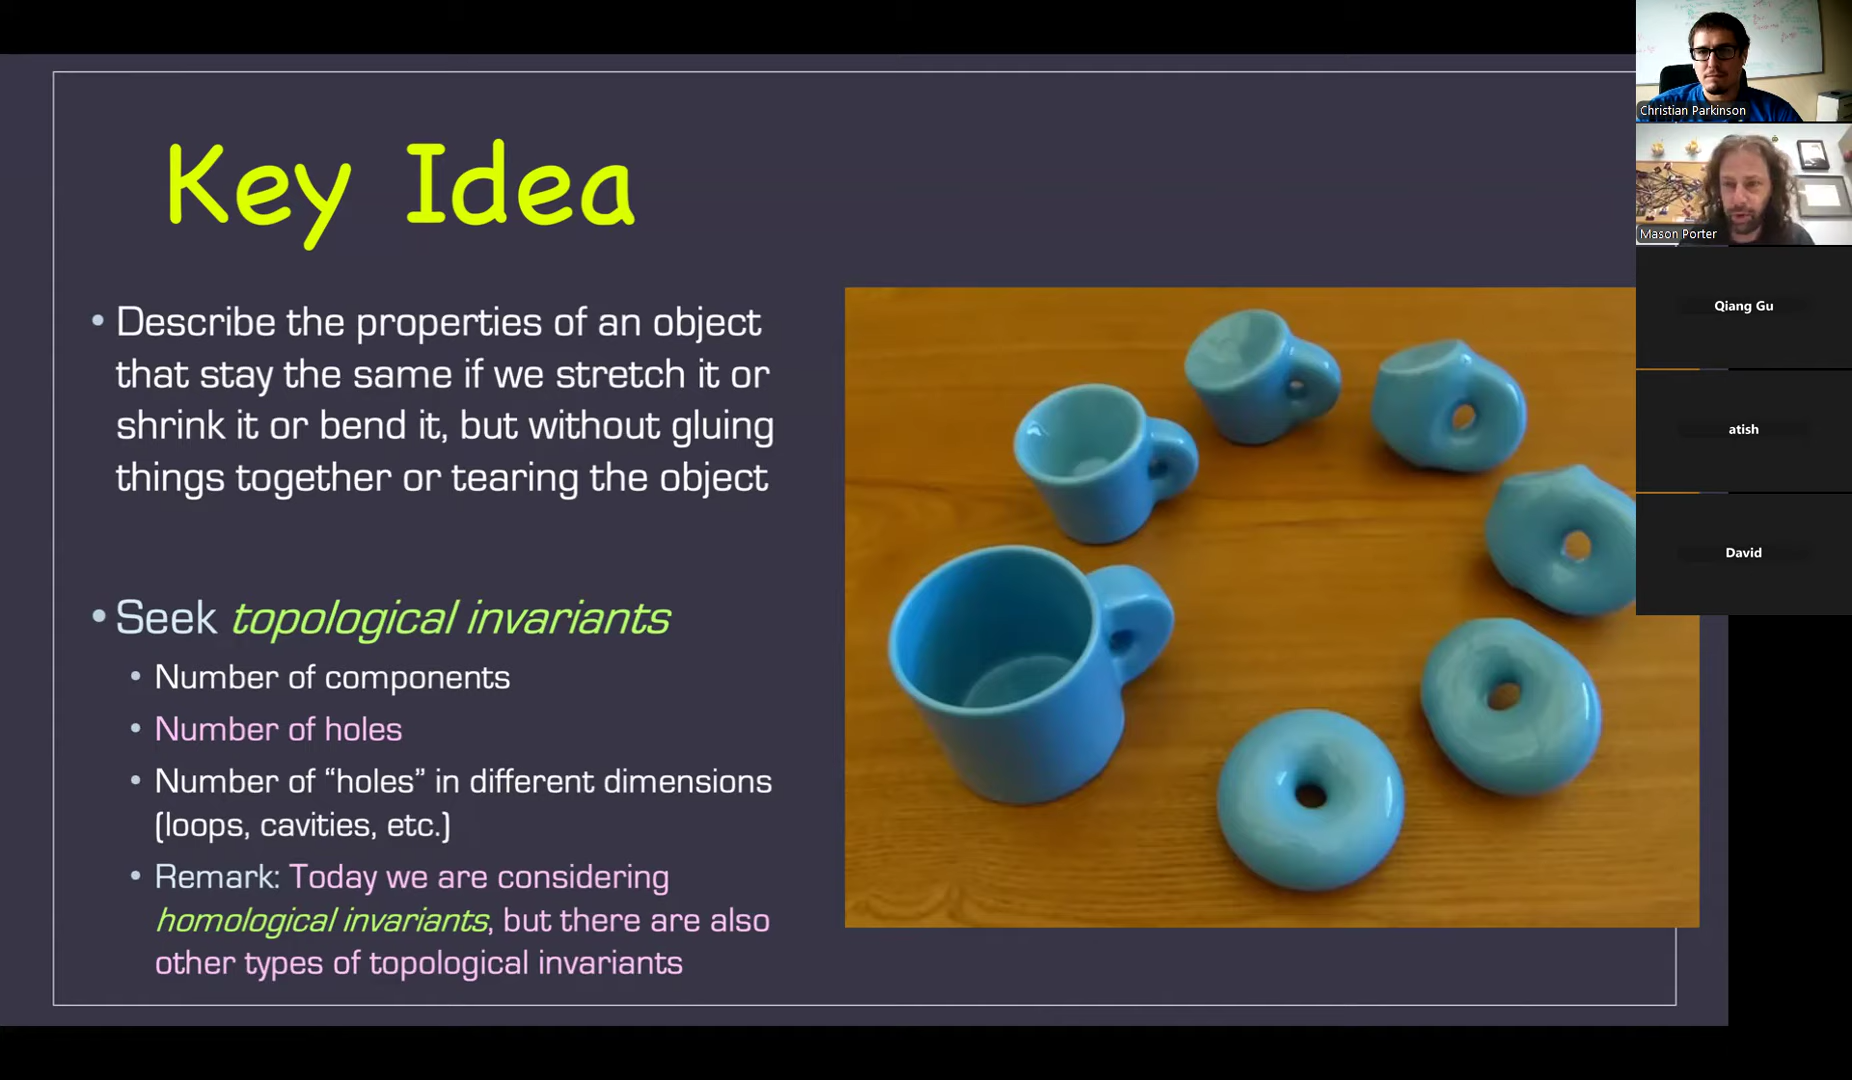 Key Idea
• Describe the properties of an object
that stay the same if we stretch it or
shrink it or bend it, but without gluing
things together or tearing the object
• Seek topological invariants
• Number of components
• Number of holes
• Number of “holes” in different dimensions
(loops, cavities, etc.)
• Remark: Today we are considering
homological invariants, but there are also
other types of topological invariants
Christian Parkinson
Mason Porter
Qiang Gu
atish
David